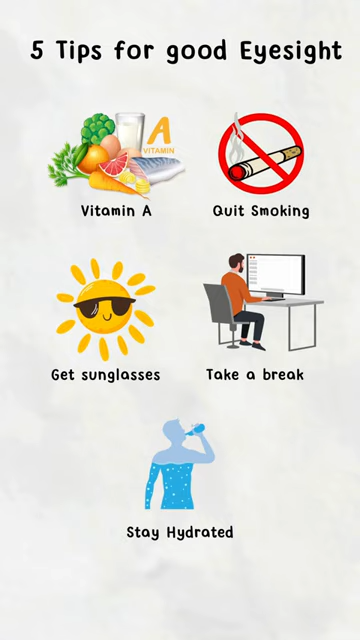 5 Tips for good Eyesight
A
VITAMIN
Vitamin A
Quit Smoking
Get sunglasses
Take a break
Stay Hydrated